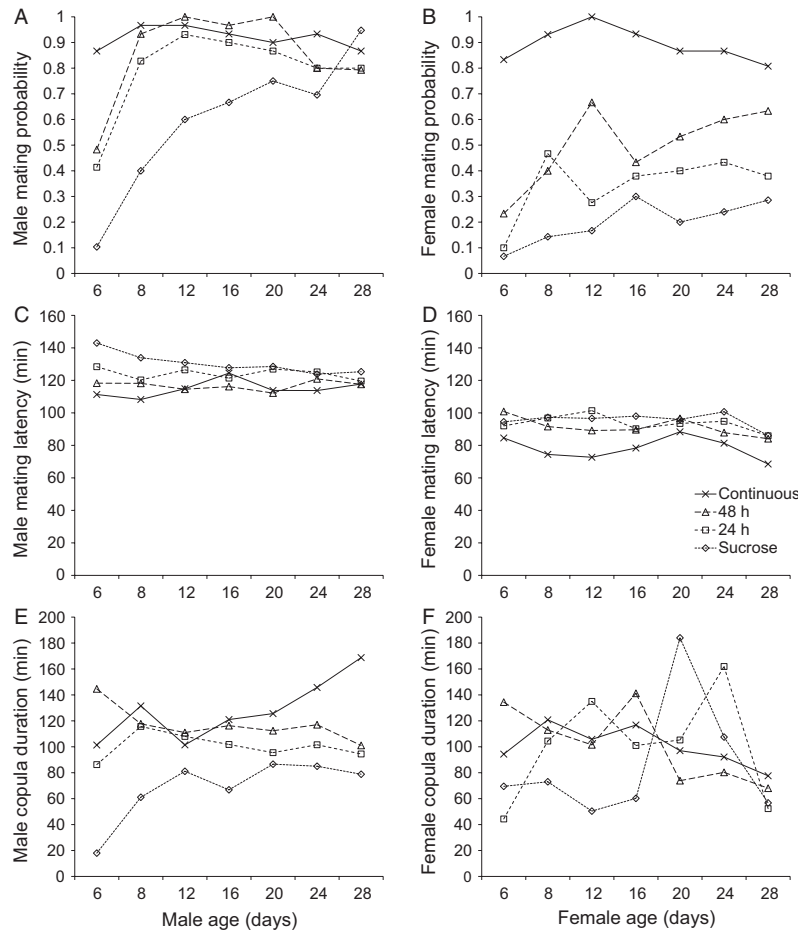 A
Male mating probability
1
0.9
0.8
0.7
0.6
0.5
0.4
0.3
0.2
0.1
0
6 8 12 16 20 24 28
B
Female mating probability
1
0.9
0.8
0.7
0.6
0.5
0.4
0.3
0.2
0.1
0
6 8 12 16 20 24 28
C
Male mating latency (min)
160
140
120
100
80
60
40
20
0
6 8 12 16 20 24 28
D
Female mating latency (min)
160
140
120
100
80
60
40
20
0
6 8 12 16 20 24 28
Continuous
48 h
24 h
Sucrose
E
Male copula duration (min)
200
180
160
140
120
100
80
60
40
20
0
6 8 12 16 20 24 28
Male age (days)
F
Female copula duration (min)
200
180
160
140
120
100
80
60
40
20
0
6 8 12 16 20 24 28
Female age (days)